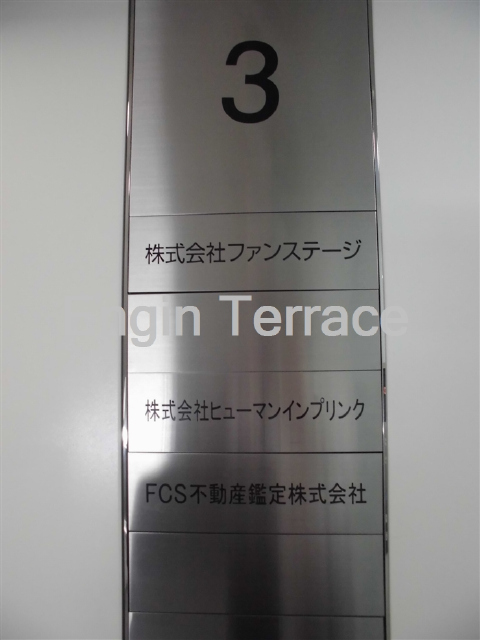 3
株式会社ファンステージ
Engin Terrace
株式会社ヒューマンインプリンク
FCS不動産鑑定株式会社